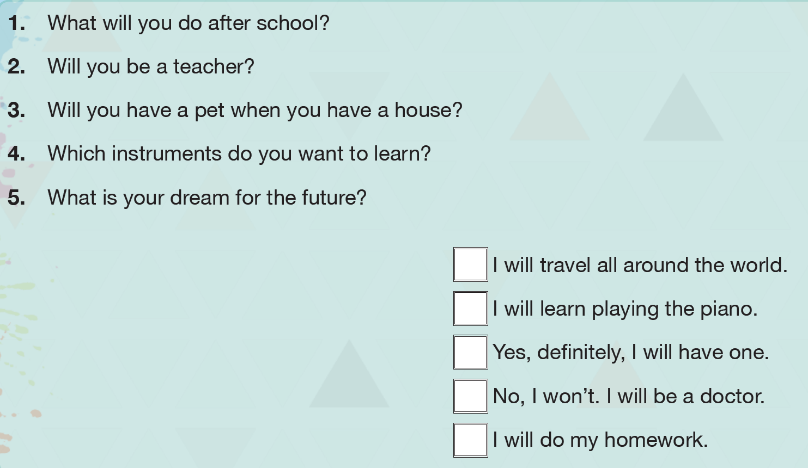 1. What will you do after school?
2. Will you be a teacher?
3. Will you have a pet when you have a house?
4. Which instruments do you want to learn?
5. What is your dream for the future?
I will travel all around the world.
I will learn playing the piano.
Yes, definitely, I will have one.
No, I won't. I will be a doctor.
I will do my homework.